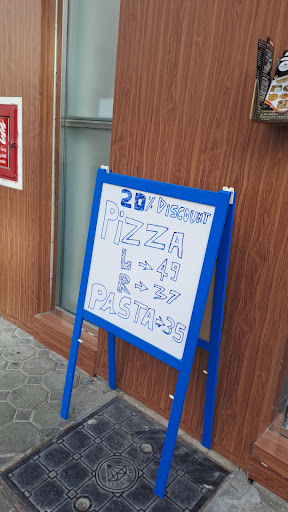 20% DISCOUNT
PiZZA
L → 49
R → 37
PASTA → 35